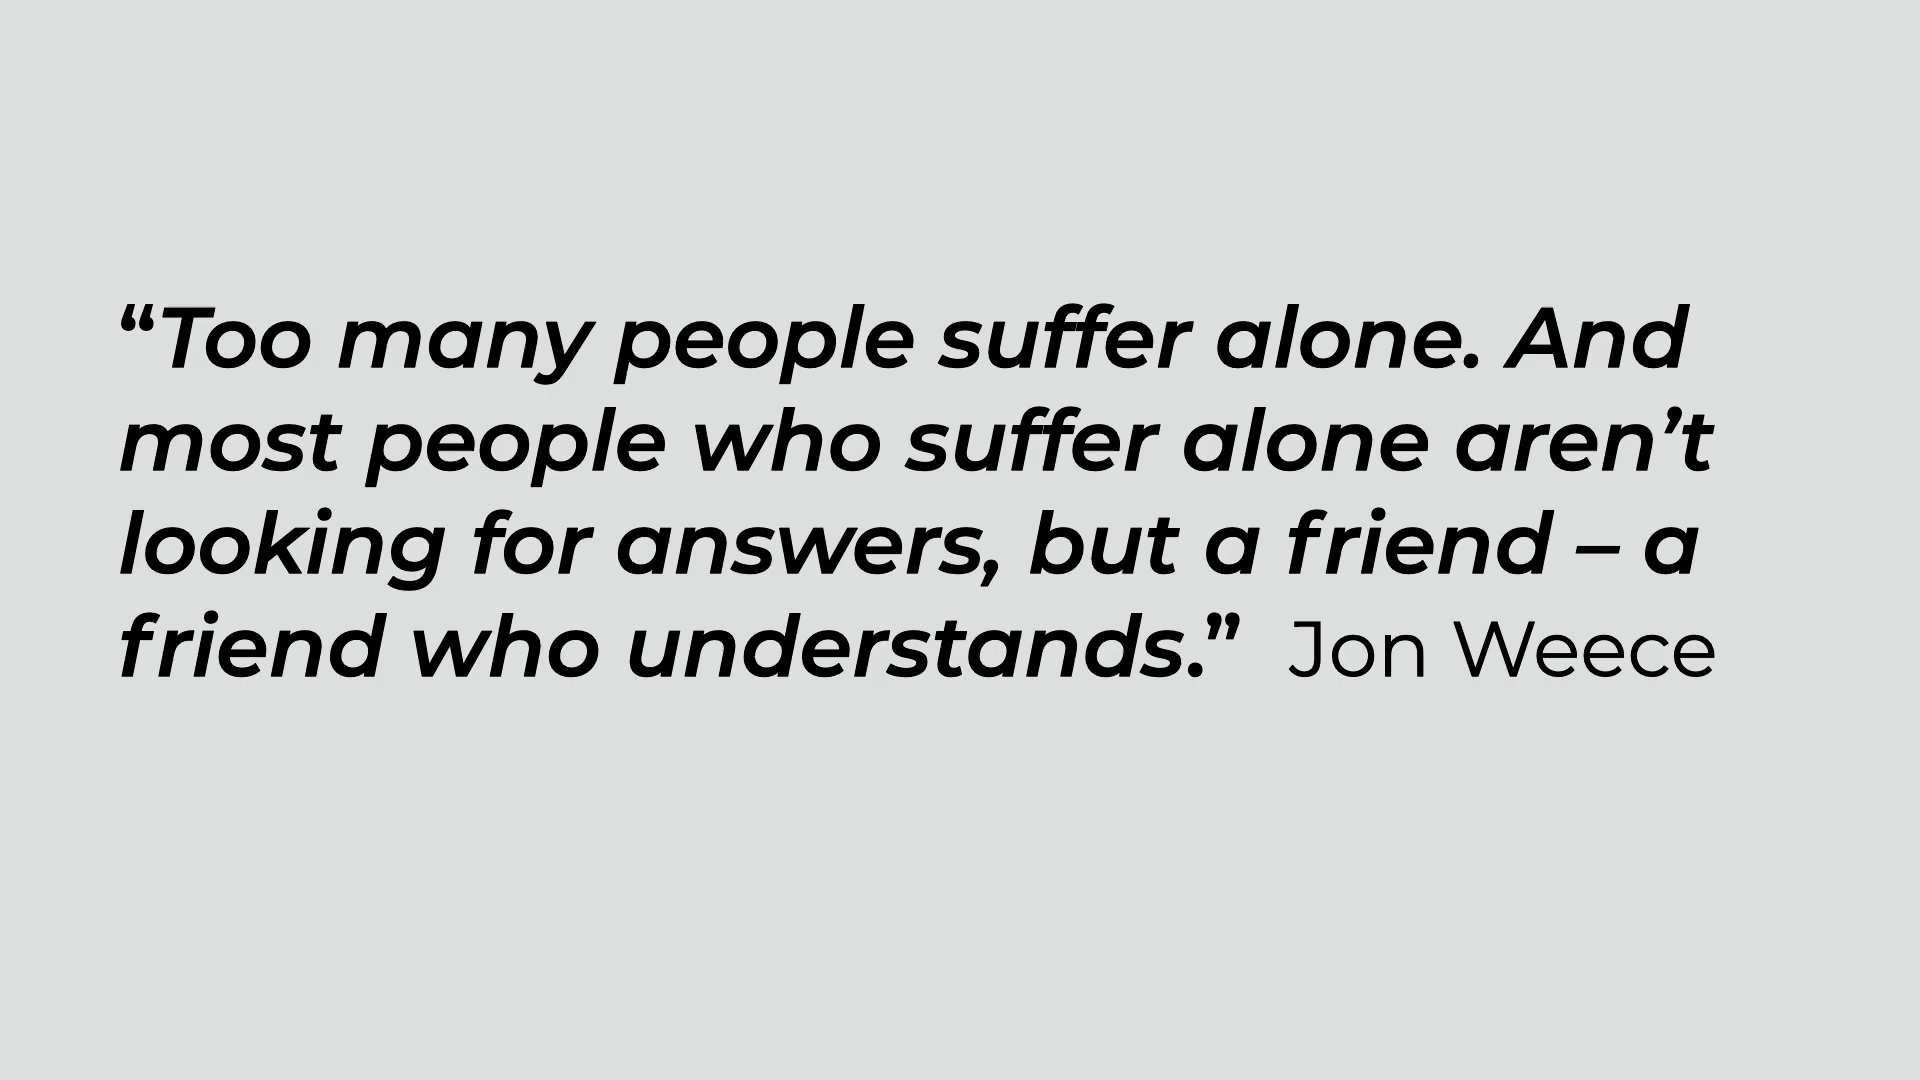 “Too many people suffer alone. And
most people who suffer alone aren’t
looking for answers, but a friend – a
friend who understands.” Jon Weece